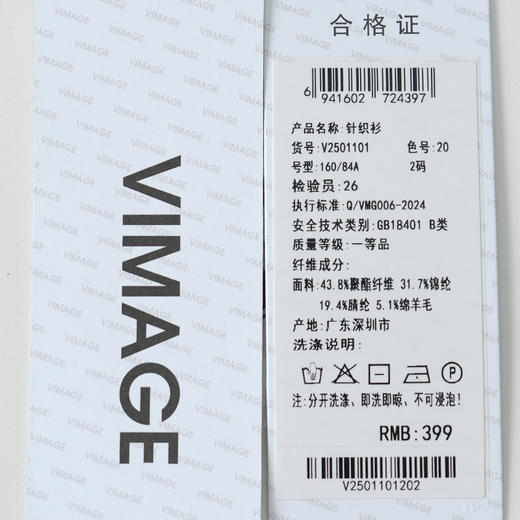 VIMAGE
合格证
6 941602 724397
产品名称: 针织衫
货号: V2501101 色号: 20
号型: 160/84A 2码
检验员: 26
执行标准: Q/VMG006-2024
安全技术类别: GB18401 B类
质量等级: 一等品
纤维成分:
面料: 43.8%聚酯纤维 31.7%锦纶
19.4%腈纶 5.1%绵羊毛
产地: 广东深圳市
洗涤说明:
P
注: 分开洗涤、即洗即晾、不可浸泡!
RMB: 399
V2501101202